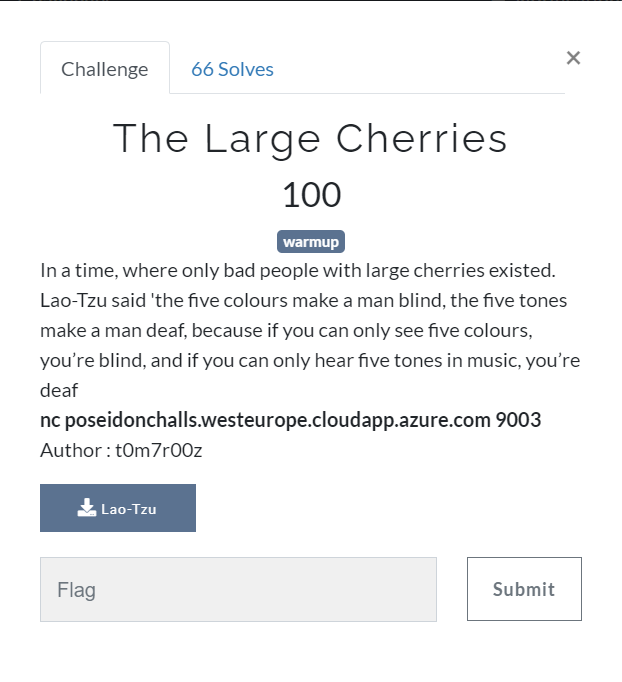 Challenge
66 Solves
×
The Large Cherries
100
warmup
In a time, where only bad people with large cherries existed.
Lao-Tzu said 'the five colours make a man blind, the five tones
make a man deaf, because if you can only see five colours,
you’re blind, and if you can only hear five tones in music, you’re
deaf
nc poseidonchalls.westeurope.cloudapp.azure.com 9003
Author : t0m7r00z
Lao-Tzu
Flag
Submit